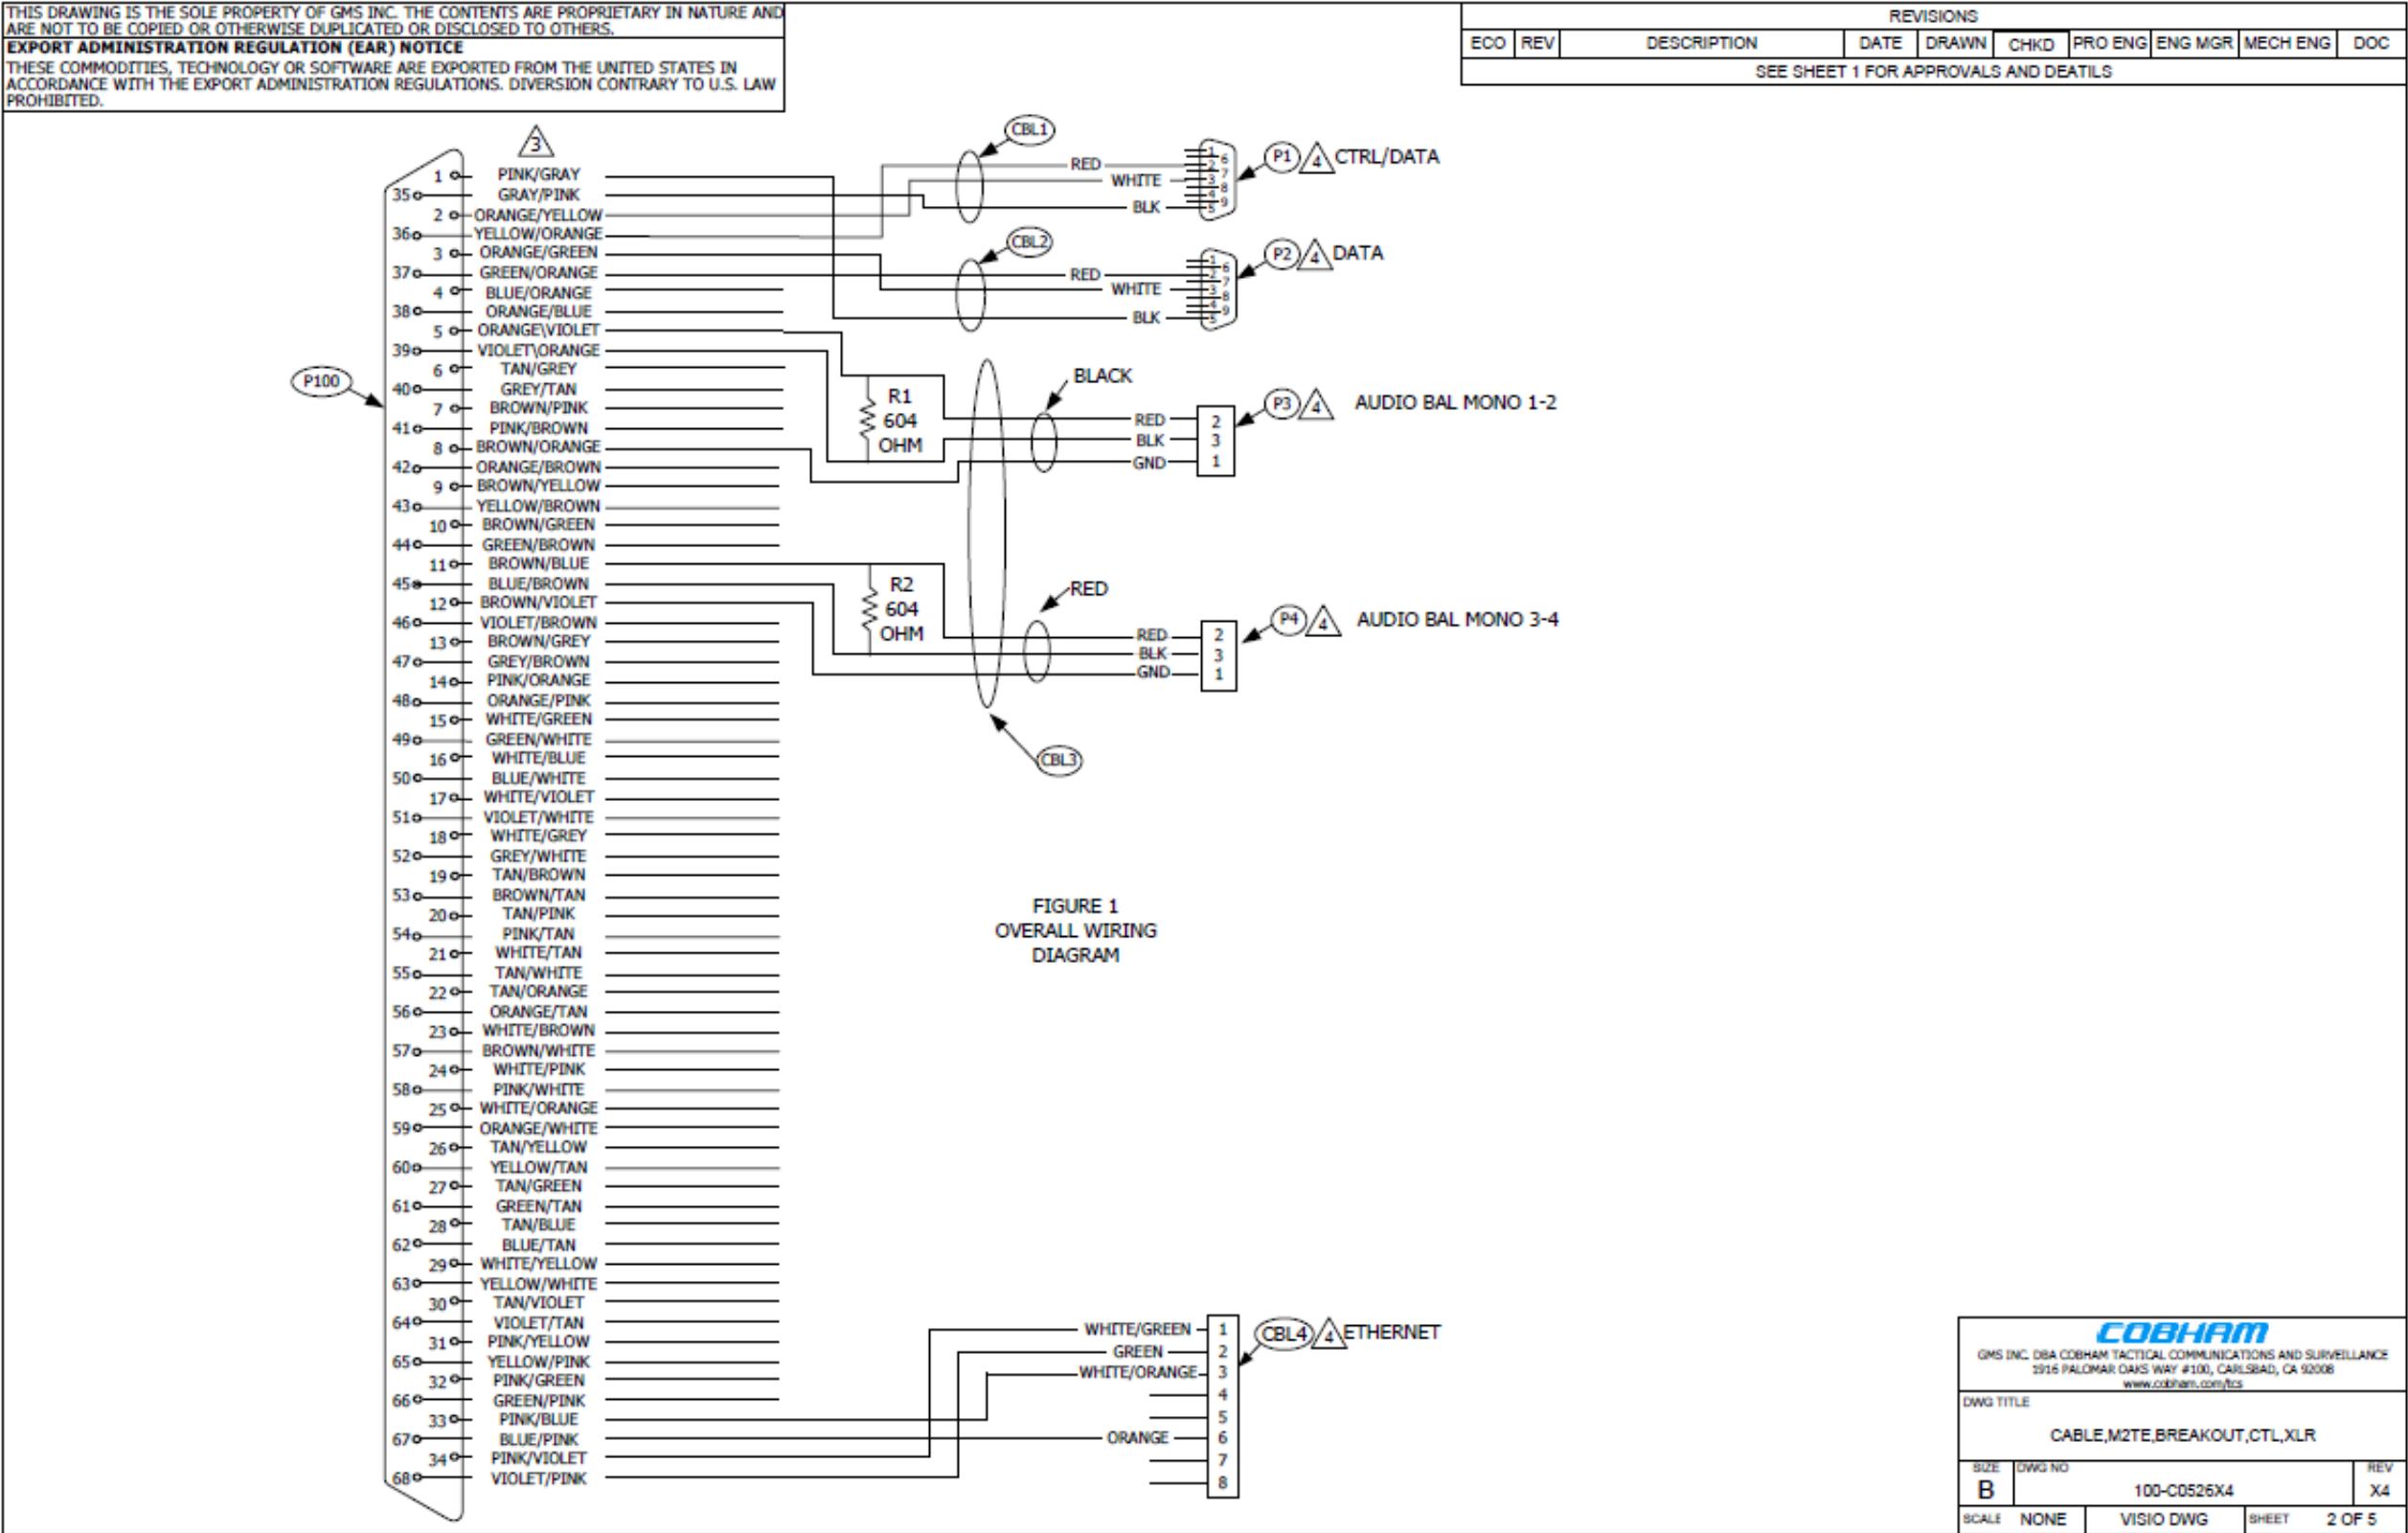 THIS DRAWING IS THE SOLE PROPERTY OF GMS INC. THE CONTENTS ARE PROPRIETARY IN NATURE AND
ARE NOT TO BE COPIED OR OTHERWISE DUPLICATED OR DISCLOSED TO OTHERS.
EXPORT ADMINISTRATION REGULATION (EAR) NOTICE
THESE COMMODITIES, TECHNOLOGY OR SOFTWARE ARE EXPORTED FROM THE UNITED STATES IN
ACCORDANCE WITH THE EXPORT ADMINISTRATION REGULATIONS. DIVERSION CONTRARY TO U.S. LAW
PROHIBITED.
REVISIONS
ECO REV DESCRIPTION DATE DRAWN CHKD PRO ENG ENG MGR MECH ENG DOC
SEE SHEET 1 FOR APPROVALS AND DEATILS
3
P100
1 PINK/GRAY
35 GRAY/PINK
2 ORANGE/YELLOW
36 YELLOW/ORANGE
3 ORANGE/GREEN
37 GREEN/ORANGE
4 BLUE/ORANGE
38 ORANGE/BLUE
5 ORANGE\VIOLET
39 VIOLET\ORANGE
6 TAN/GREY
40 GREY/TAN
7 BROWN/PINK
41 PINK/BROWN
8 BROWN/ORANGE
42 ORANGE/BROWN
9 BROWN/YELLOW
43 YELLOW/BROWN
10 BROWN/GREEN
44 GREEN/BROWN
11 BROWN/BLUE
45 BLUE/BROWN
12 BROWN/VIOLET
46 VIOLET/BROWN
13 BROWN/GREY
47 GREY/BROWN
14 PINK/ORANGE
48 ORANGE/PINK
15 WHITE/GREEN
49 GREEN/WHITE
16 WHITE/BLUE
50 BLUE/WHITE
17 WHITE/VIOLET
51 VIOLET/WHITE
18 WHITE/GREY
52 GREY/WHITE
19 TAN/BROWN
53 BROWN/TAN
20 TAN/PINK
54 PINK/TAN
21 WHITE/TAN
55 TAN/WHITE
22 TAN/ORANGE
56 ORANGE/TAN
23 WHITE/BROWN
57 BROWN/WHITE
24 WHITE/PINK
58 PINK/WHITE
25 WHITE/ORANGE
59 ORANGE/WHITE
26 TAN/YELLOW
60 YELLOW/TAN
27 TAN/GREEN
61 GREEN/TAN
28 TAN/BLUE
62 BLUE/TAN
29 WHITE/YELLOW
63 YELLOW/WHITE
30 TAN/VIOLET
64 VIOLET/TAN
31 PINK/YELLOW
65 YELLOW/PINK
32 PINK/GREEN
66 GREEN/PINK
33 PINK/BLUE
67 BLUE/PINK
34 PINK/VIOLET
68 VIOLET/PINK
CBL1
RED
WHITE
BLK
1
6
2
7
3
8
4
9
5
P1 4 CTRL/DATA
CBL2
RED
WHITE
BLK
1
6
2
7
3
8
4
9
5
P2 4 DATA
R1
604
OHM
BLACK
RED 2
BLK 3
GND 1
P3 4 AUDIO BAL MONO 1-2
R2
604
OHM
RED
RED 2
BLK 3
GND 1
P4 4 AUDIO BAL MONO 3-4
CBL3
FIGURE 1
OVERALL WIRING
DIAGRAM
WHITE/GREEN 1
GREEN 2
WHITE/ORANGE 3
4
5
ORANGE 6
7
8
CBL4 4 ETHERNET
COBHAM
GMS INC. DBA COBHAM TACTICAL COMMUNICATIONS AND SURVEILLANCE
1916 PALOMAR OAKS WAY #100, CARLSBAD, CA 92008
www.cobham.com/tcs
DWG TITLE
CABLE,M2TE,BREAKOUT,CTL,XLR
SIZE DWG NO REV
B 100-C0526X4 X4
SCALE NONE VISIO DWG SHEET 2 OF 5